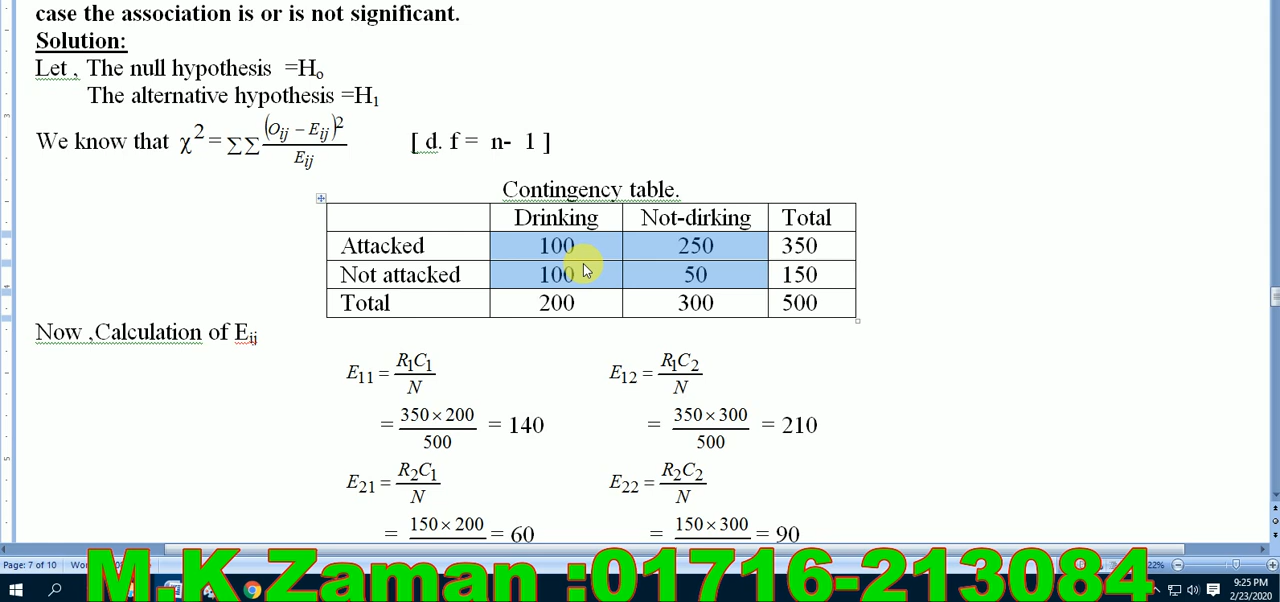 case the association is or is not significant.
Solution:
Let , The null hypothesis =Ho
The alternative hypothesis =H1
We know that χ2 = ΣΣ (Oij − Eij)2 / Eij [ d. f = n- 1 ]
Contingency table.
Drinking Not-dirking Total
Attacked 100 250 350
Not attacked 100 50 150
Total 200 300 500
Now ,Calculation of Eij
E11 = R1C1 / N E12 = R1C2 / N
= 350 × 200 / 500 = 140 = 350 × 300 / 500 = 210
E21 = R2C1 / N E22 = R2C2 / N
= 150 × 200 = 60 = 150 × 300 = 90
Page: 7 of 10
M.K Zaman :01716-213084
9:25 PM
2/23/2020